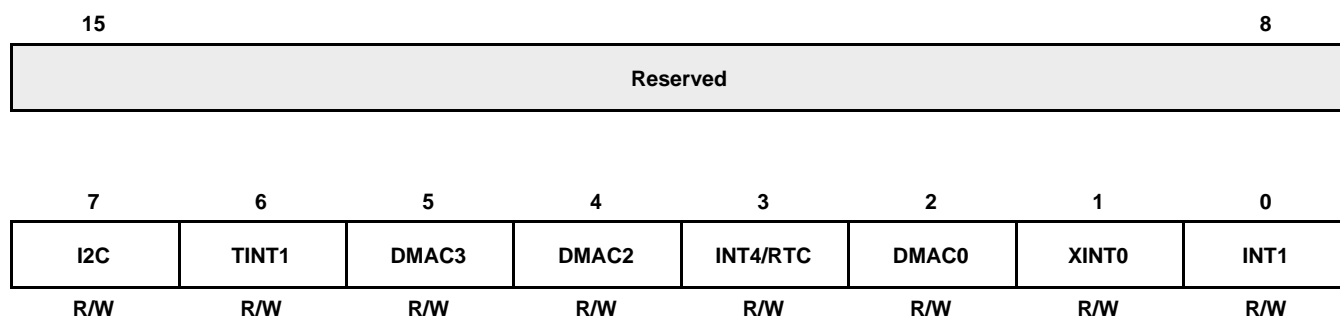 15 8
Reserved
7 6 5 4 3 2 1 0
I2C TINT1 DMAC3 DMAC2 INT4/RTC DMAC0 XINT0 INT1
R/W R/W R/W R/W R/W R/W R/W R/W